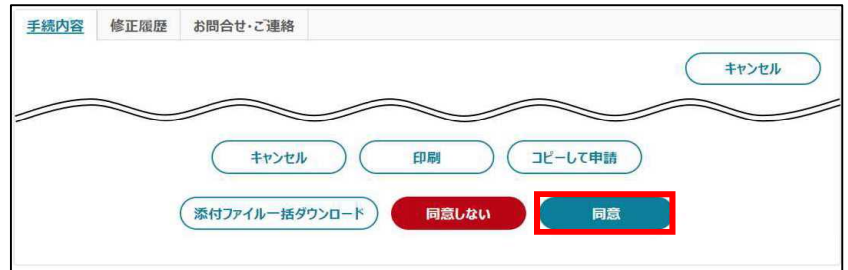 手続内容 修正履歴 お問合せ・ご連絡
キャンセル
キャンセル 印刷 コピーして申請
添付ファイル一括ダウンロード 同意しない 同意